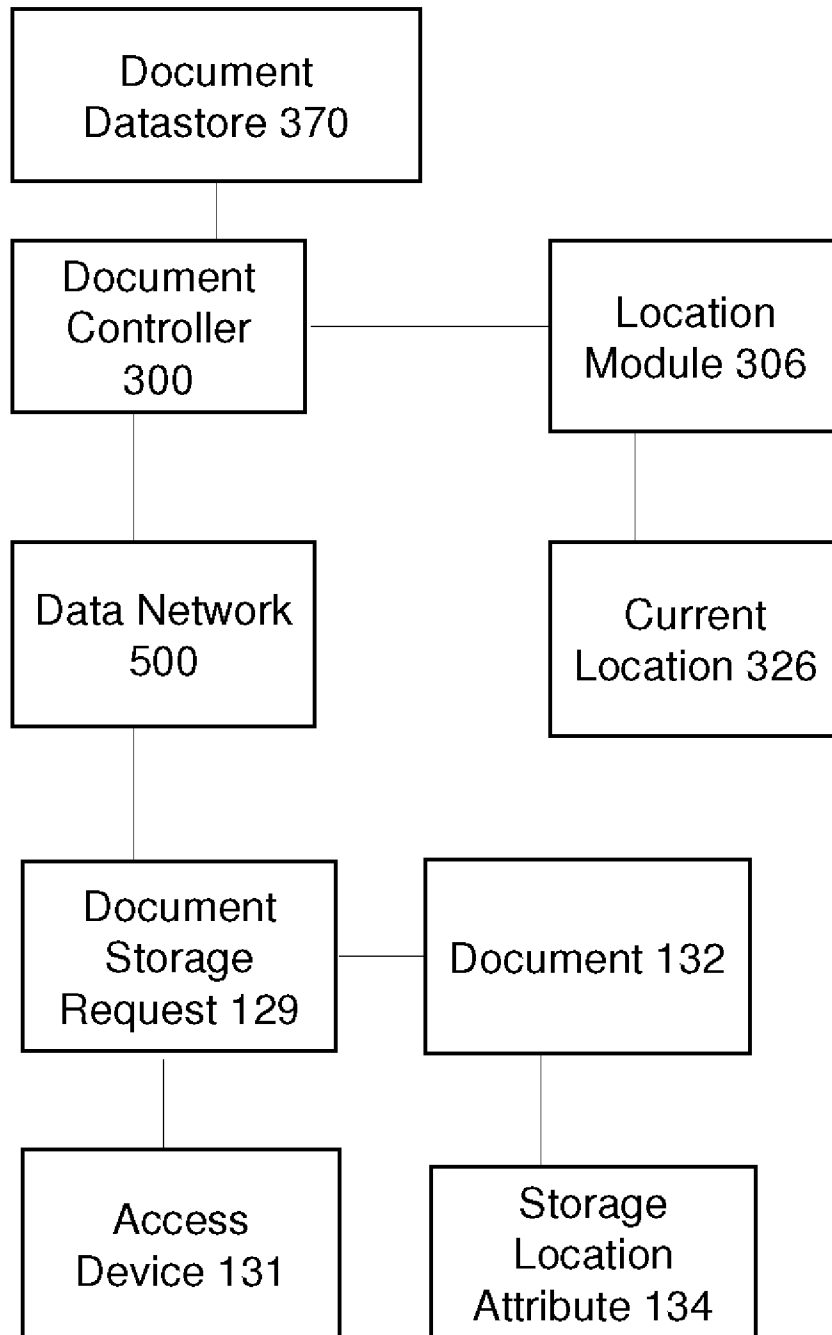 Document
Datastore 370
Document
Controller
300
Location
Module 306
Data Network
500
Current
Location 326
Document
Storage
Request 129
Document 132
Access
Device 131
Storage
Location
Attribute 134